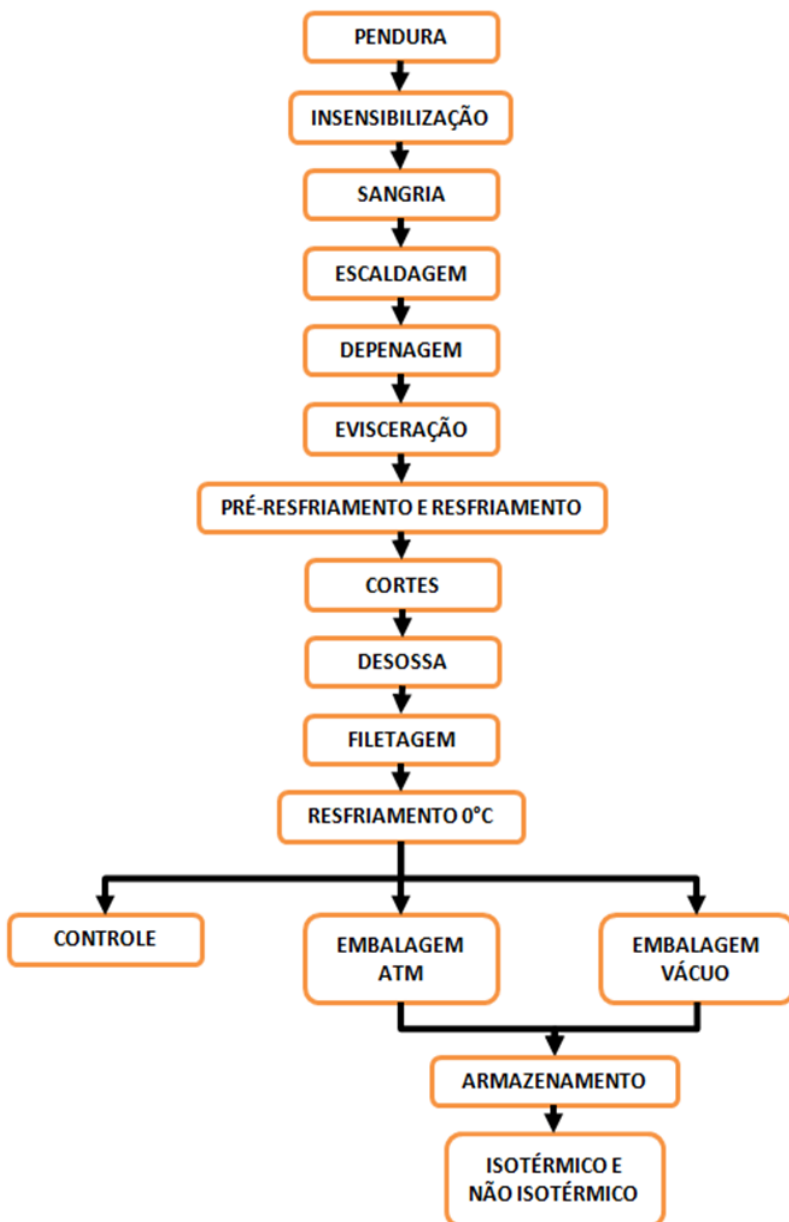 PENDURA
INSENSIBILIZAÇÃO
SANGRIA
ESCALDAGEM
DEPENAGEM
EVISCERAÇÃO
PRÉ-RESFRIAMENTO E RESFRIAMENTO
CORTES
DESOSSA
FILETAGEM
RESFRIAMENTO 0°C
CONTROLE
EMBALAGEM
ATM
EMBALAGEM
VÁCUO
ARMAZENAMENTO
ISOTÉRMICO E
NÃO ISOTÉRMICO